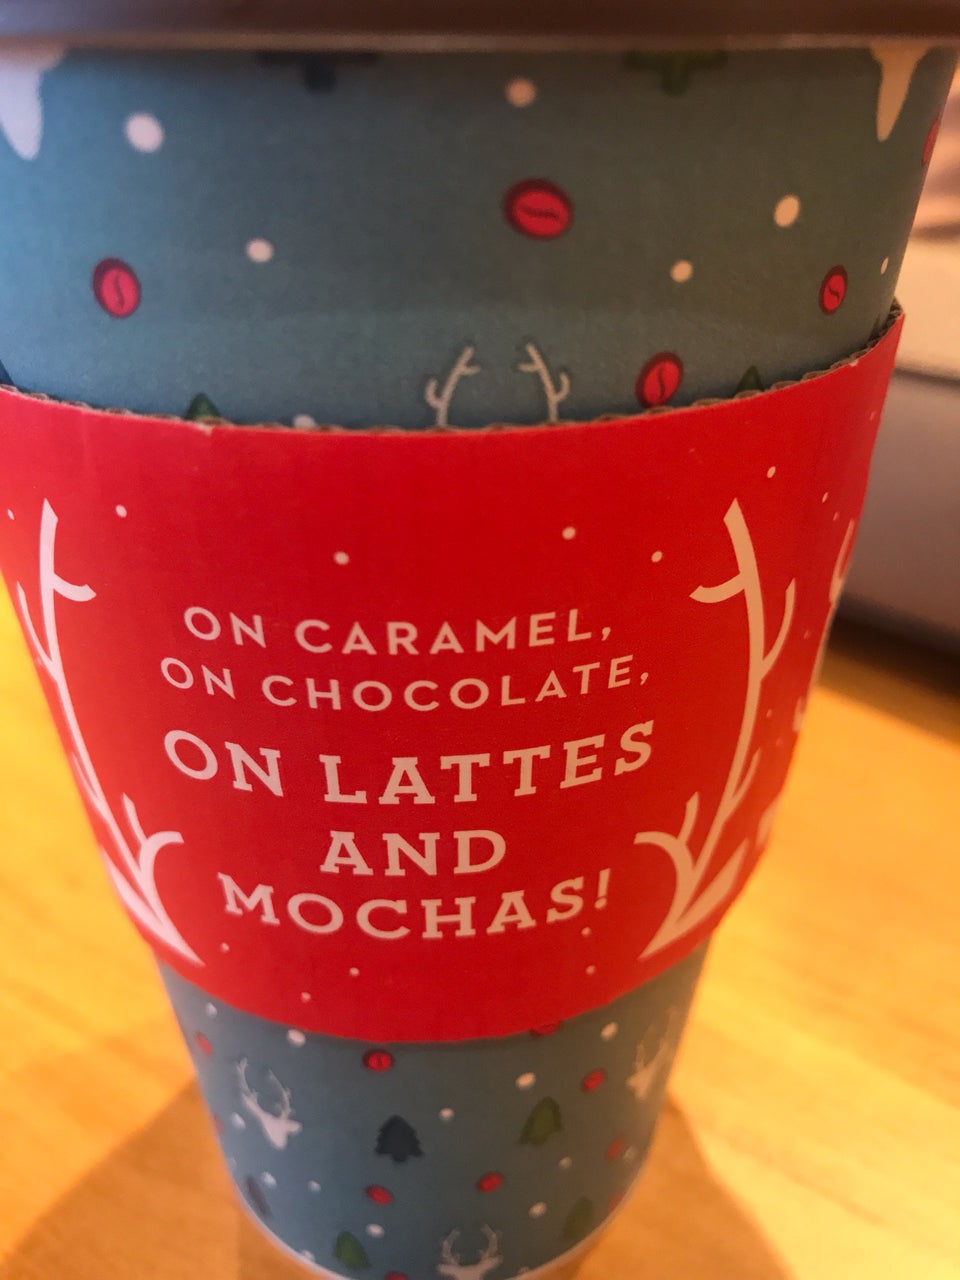 ON CARAMEL,
ON CHOCOLATE,
ON LATTES
AND
MOCHAS!